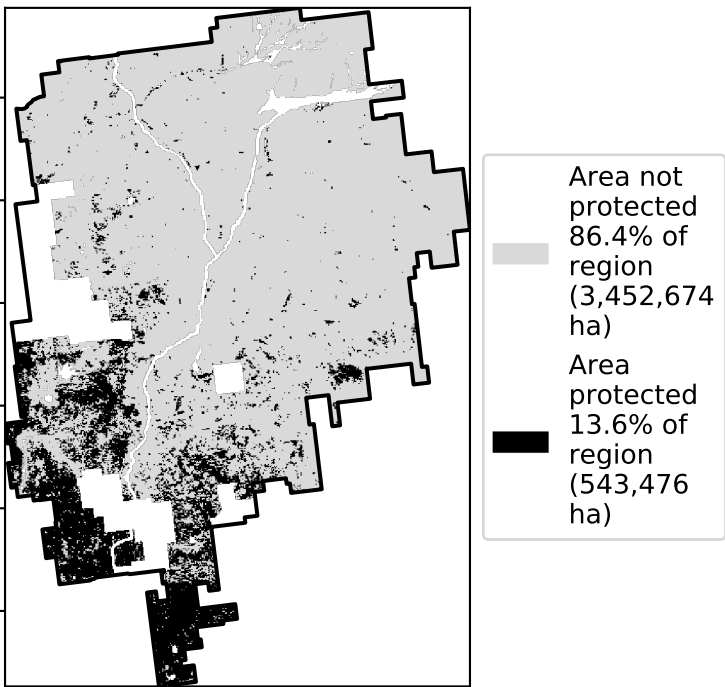 Area not
protected
86.4% of
region
(3,452,674
ha)
Area
protected
13.6% of
region
(543,476
ha)